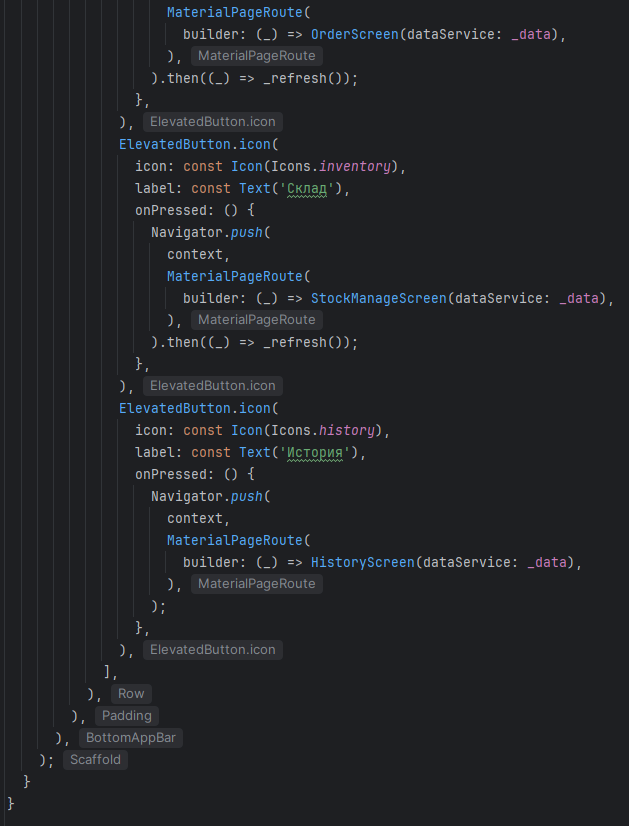 MaterialPageRoute(
builder: (_) => OrderScreen(dataService: _data),
), MaterialPageRoute
).then((_) => _refresh());
},
), ElevatedButton.icon
ElevatedButton.icon(
icon: const Icon(Icons.inventory),
label: const Text('Склад'),
onPressed: () {
Navigator.push(
context,
MaterialPageRoute(
builder: (_) => StockManageScreen(dataService: _data),
), MaterialPageRoute
).then((_) => _refresh());
},
), ElevatedButton.icon
ElevatedButton.icon(
icon: const Icon(Icons.history),
label: const Text('История'),
onPressed: () {
Navigator.push(
context,
MaterialPageRoute(
builder: (_) => HistoryScreen(dataService: _data),
), MaterialPageRoute
);
},
), ElevatedButton.icon
],
), Row
), Padding
), BottomAppBar
); Scaffold
}
}